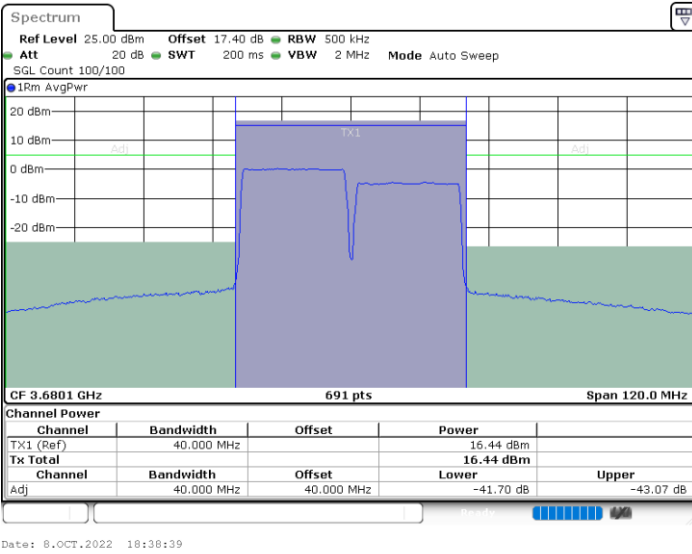 Spectrum
Ref Level 25.00 dBm Offset 17.40 dB RBW 500 kHz
Att 20 dB SWT 200 ms VBW 2 MHz Mode Auto Sweep
SGL Count 100/100
1Rm AvgPwr
20 dBm
TX1
10 dBm
Adj Adj
0 dBm
-10 dBm
-20 dBm
CF 3.6801 GHz 691 pts Span 120.0 MHz
Channel Power
Channel Bandwidth Offset Power
TX1 (Ref) 40.000 MHz 16.44 dBm
Tx Total 16.44 dBm
Channel Bandwidth Offset Lower Upper
Adj 40.000 MHz 40.000 MHz -41.70 dB -43.07 dB
Ready
Date: 8.OCT.2022 18:38:39